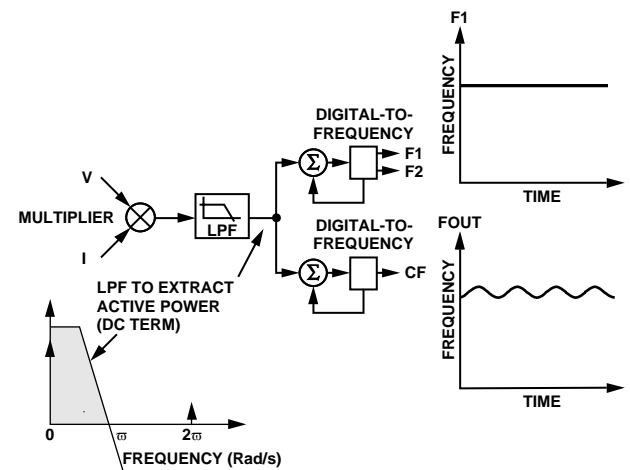 F1
FREQUENCY
TIME
DIGITAL-TO-
FREQUENCY
Σ
F1
F2
V
MULTIPLIER
I
LPF
DIGITAL-TO-
FREQUENCY
Σ
CF
FOUT
FREQUENCY
TIME
LPF TO EXTRACT
ACTIVE POWER
(DC TERM)
0
ϖ
2ϖ
FREQUENCY (Rad/s)